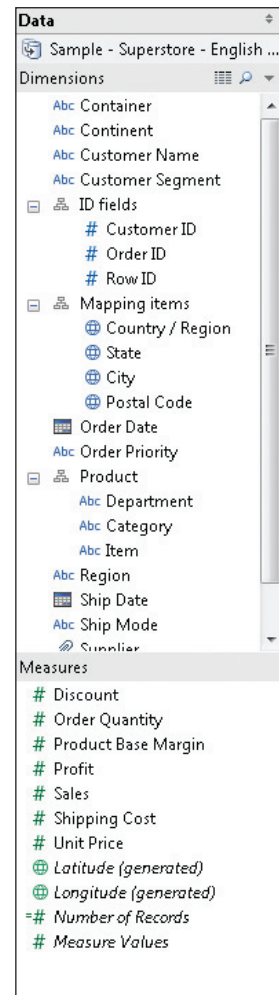 Data
Sample - Superstore - English ...
Dimensions
Abc Container
Abc Continent
Abc Customer Name
Abc Customer Segment
ID fields
# Customer ID
# Order ID
# Row ID
Mapping items
Country / Region
State
City
Postal Code
Order Date
Abc Order Priority
Product
Abc Department
Abc Category
Abc Item
Abc Region
Ship Date
Abc Ship Mode
Supplier
Measures
# Discount
# Order Quantity
# Product Base Margin
# Profit
# Sales
# Shipping Cost
# Unit Price
Latitude (generated)
Longitude (generated)
=# Number of Records
# Measure Values